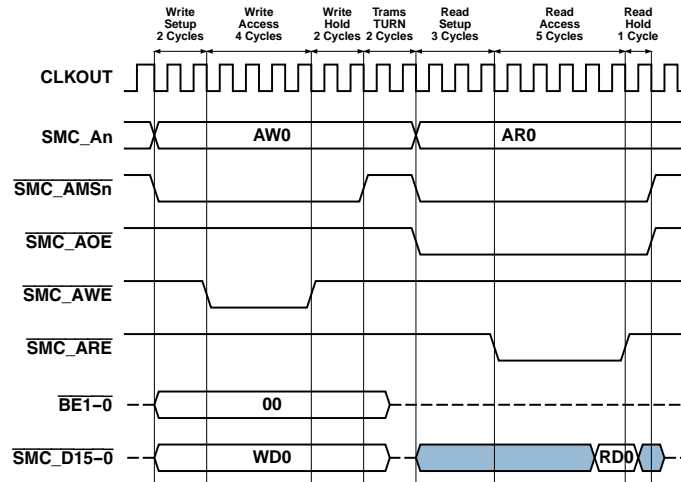 Write Setup 2 Cycles
Write Access 4 Cycles
Write Hold 2 Cycles
Trams TURN 2 Cycles
Read Setup 3 Cycles
Read Access 5 Cycles
Read Hold 1 Cycle
CLKOUT
SMC_An
AW0
AR0
SMC_AMSn
SMC_AOE
SMC_AWE
SMC_ARE
BE1-0
00
SMC_D15-0
WD0
RD0